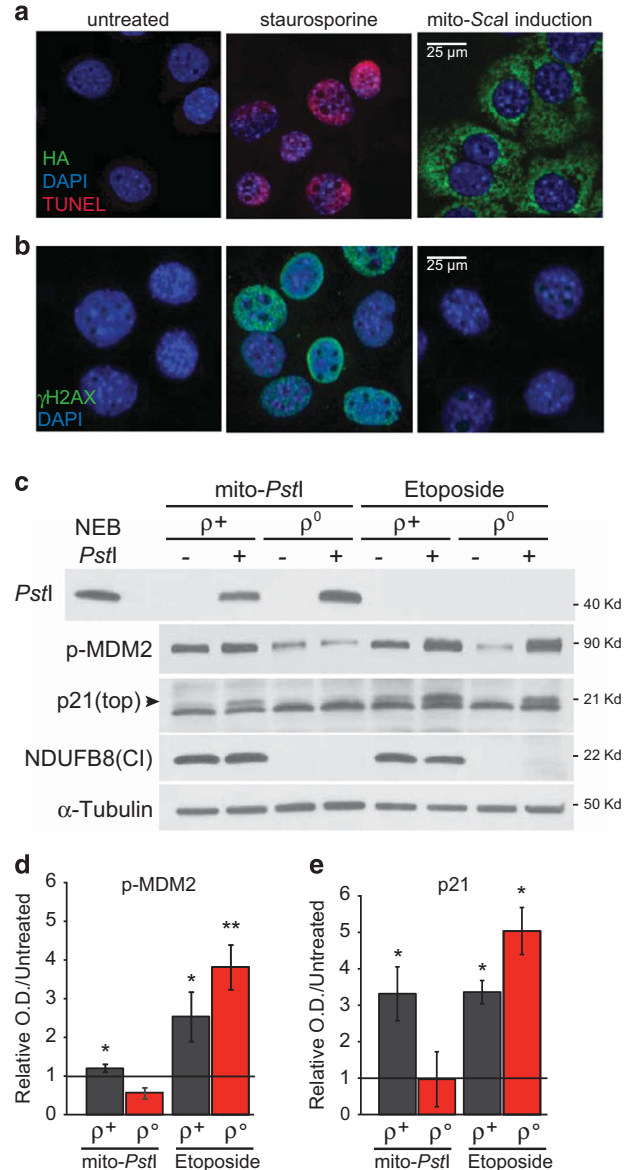 a
untreated
staurosporine
mito-ScaI induction
25 µm
HA
DAPI
TUNEL
b
25 µm
γH2AX
DAPI
c
mito-PstI
Etoposide
NEB
ρ+
ρ0
ρ+
ρ0
PstI
-
+
-
+
-
+
-
+
PstI
- 40 Kd
p-MDM2
- 90 Kd
p21(top)
- 21 Kd
NDUFB8(CI)
- 22 Kd
α-Tubulin
- 50 Kd
d
p-MDM2
Relative O.D./Untreated
6
5
4
3
2
1
0
*
*
**
ρ+
ρ°
ρ+
ρ°
mito-PstI
Etoposide
e
p21
Relative O.D./Untreated
6
5
4
3
2
1
0
*
*
*
ρ+
ρ°
ρ+
ρ°
mito-PstI
Etoposide